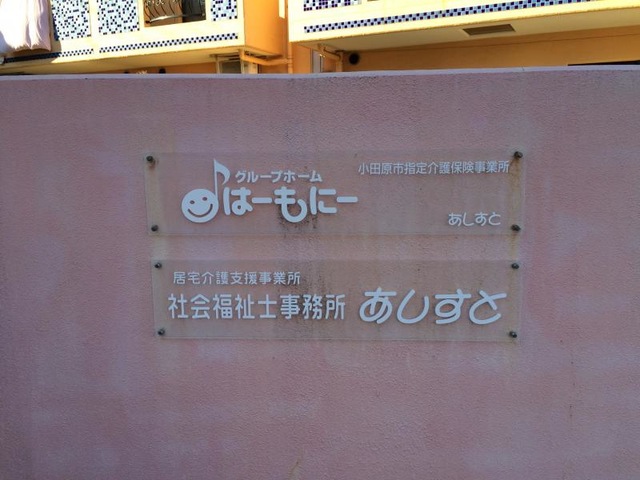 グループホーム
はーもにー
小田原市指定介護保険事業所
あしすと
居宅介護支援事業所
社会福祉士事務所 あしすと